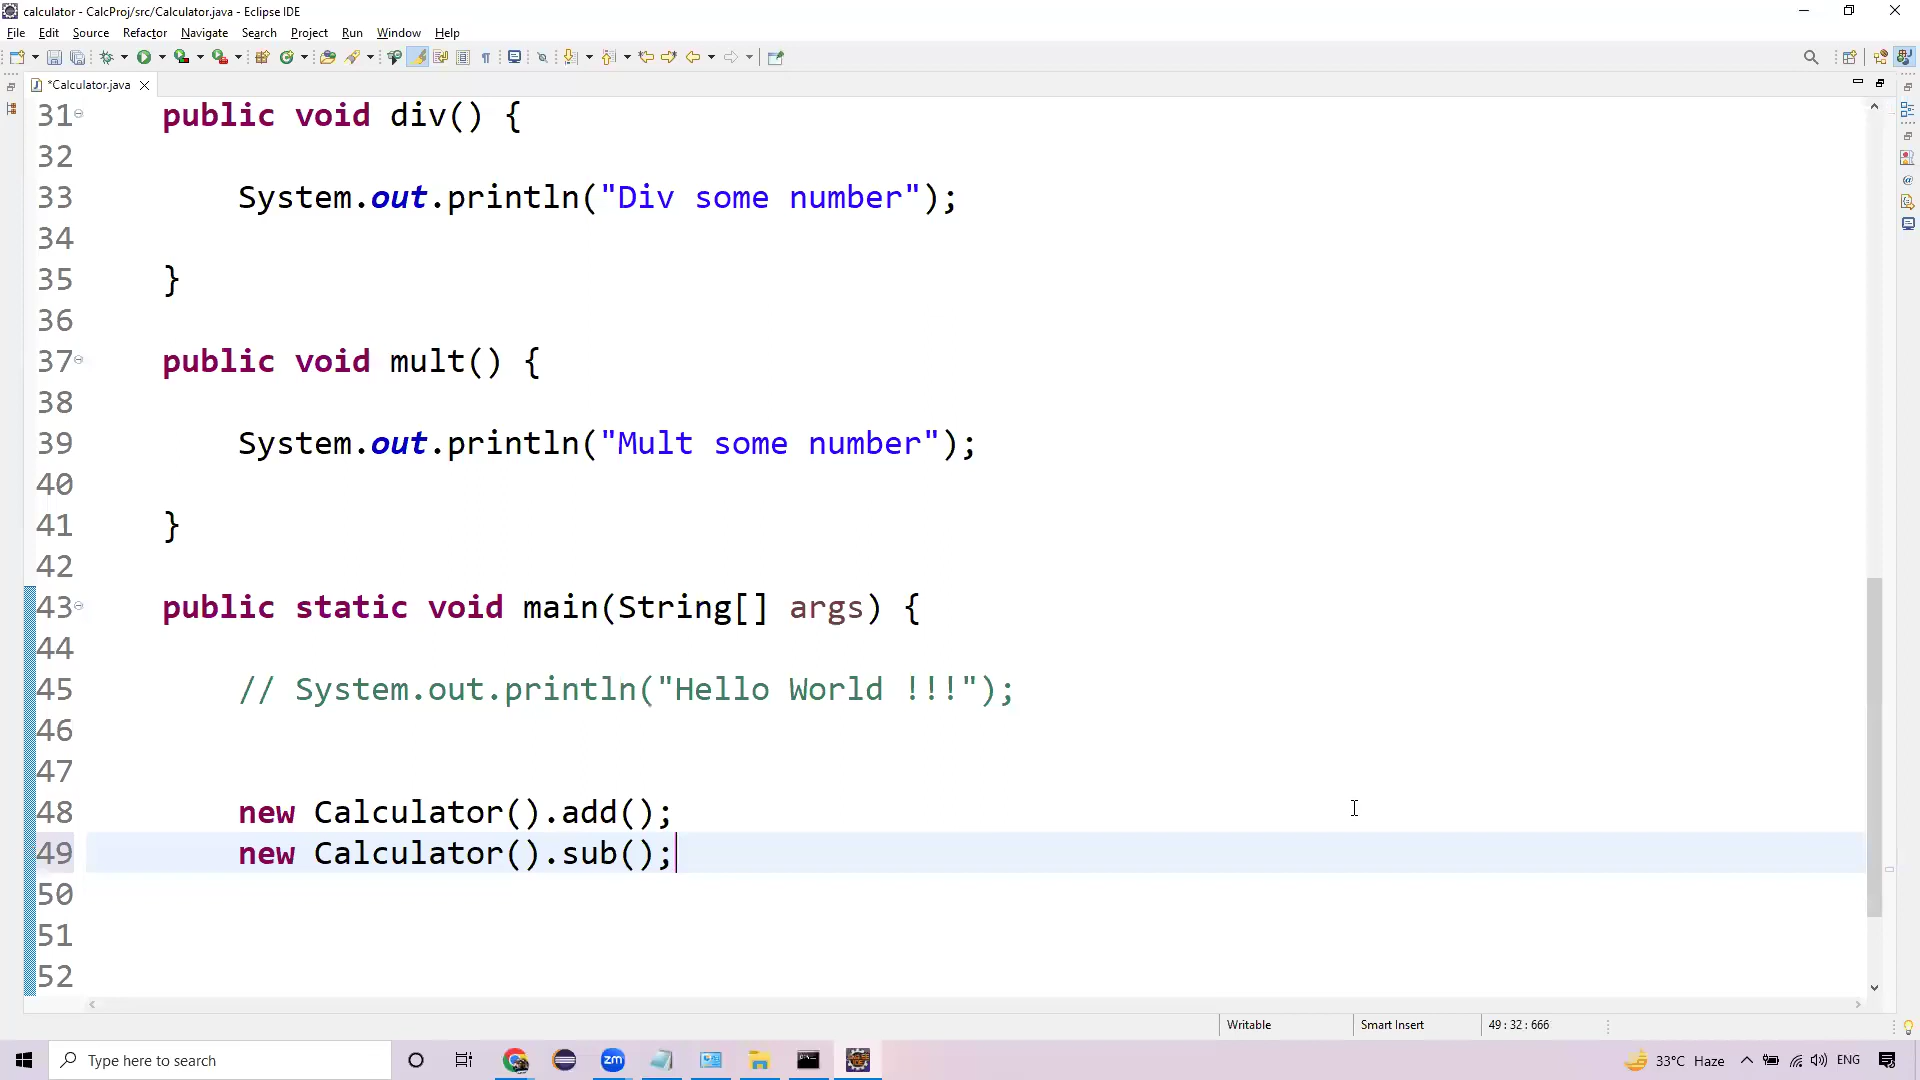 calculator - CalcProj/src/Calculator.java - Eclipse IDE
File Edit Source Refactor Navigate Search Project Run Window Help
*Calculator.java
31 public void div() {
32
33 System.out.println("Div some number");
34
35 }
36
37 public void mult() {
38
39 System.out.println("Mult some number");
40
41 }
42
43 public static void main(String[] args) {
44
45 // System.out.println("Hello World !!!");
46
47
48 new Calculator().add();
49 new Calculator().sub();
50
51
52
Writable Smart Insert 49 : 32 : 666
Type here to search zm 33°C Haze ENG